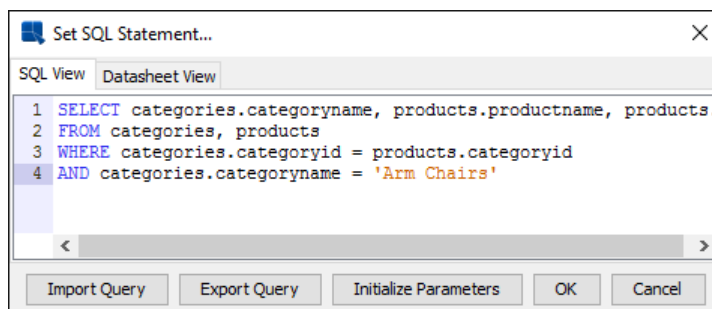 Set SQL Statement...
SQL View Datasheet View
1 SELECT categories.categoryname, products.productname, products
2 FROM categories, products
3 WHERE categories.categoryid = products.categoryid
4 AND categories.categoryname = 'Arm Chairs'
Import Query Export Query Initialize Parameters OK Cancel